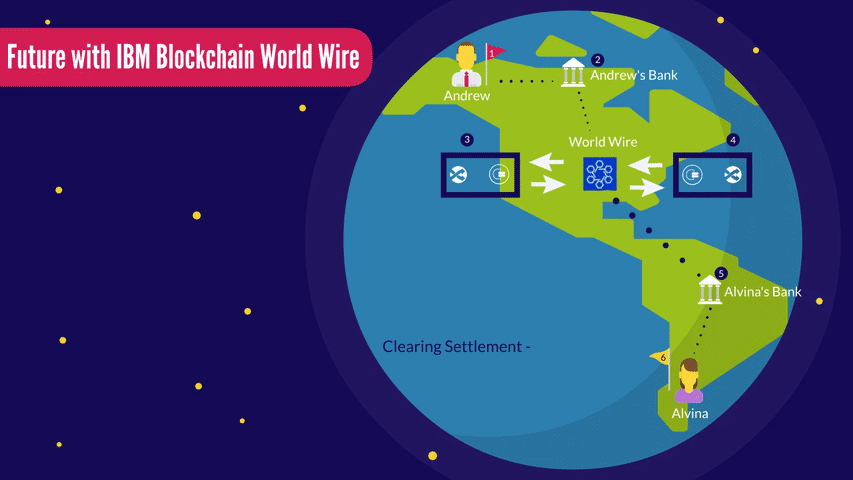 Future with IBM Blockchain World Wire
1
Andrew
2
Andrew's Bank
World Wire
3
4
5
Alvina's Bank
Clearing Settlement -
6
Alvina